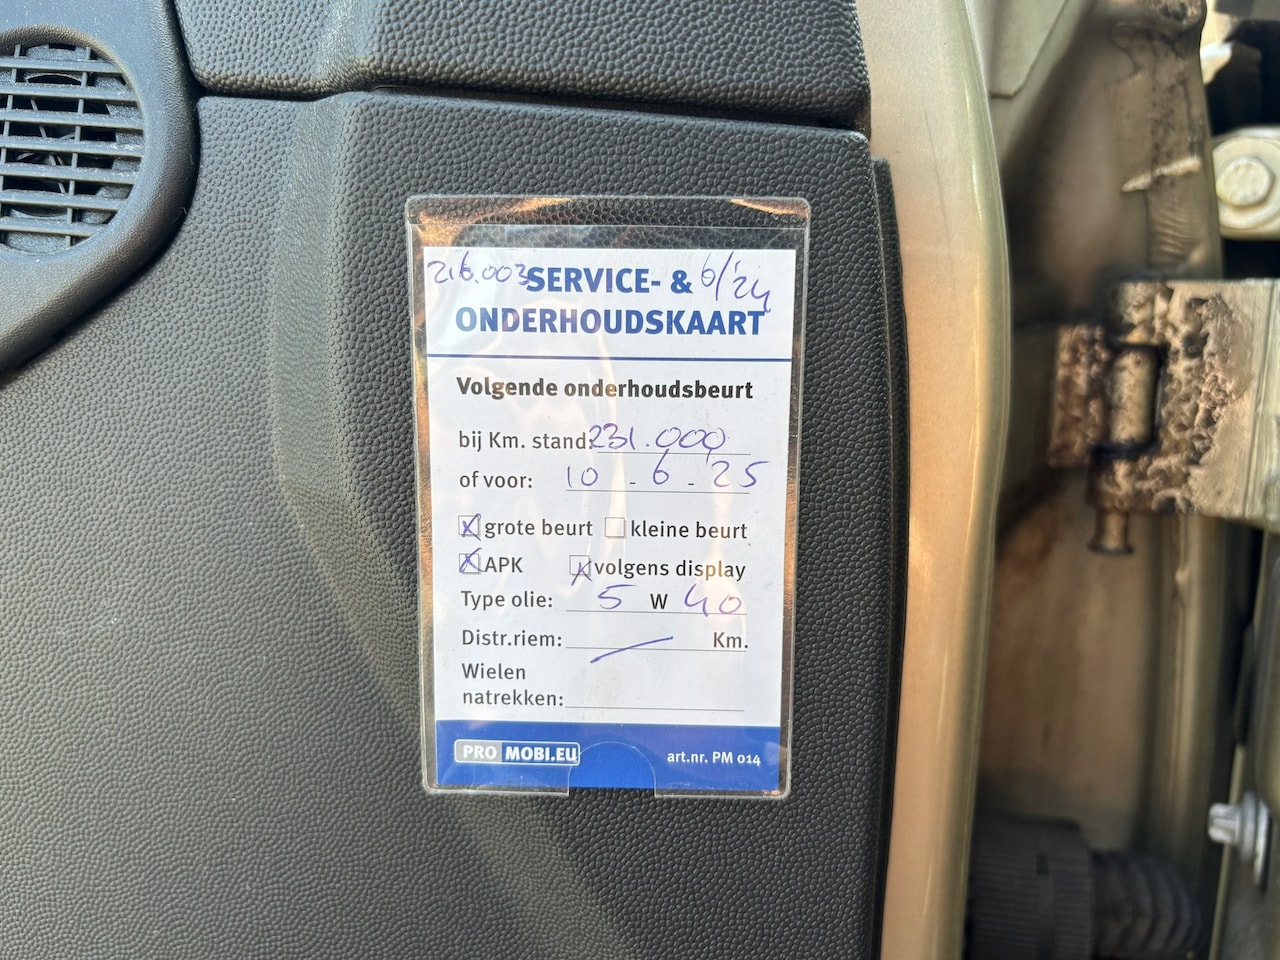 216.003 SERVICE- & 6/'24
ONDERHOUDSKAART
Volgende onderhoudsbeurt
bij Km. stand: 231.000
of voor: 10 - 6 - 25
grote beurt kleine beurt
APK volgens display
Type olie: 5 W 40
Distr.riem: Km.
Wielen
natrekken:
PRO MOBI.EU art.nr. PM 014